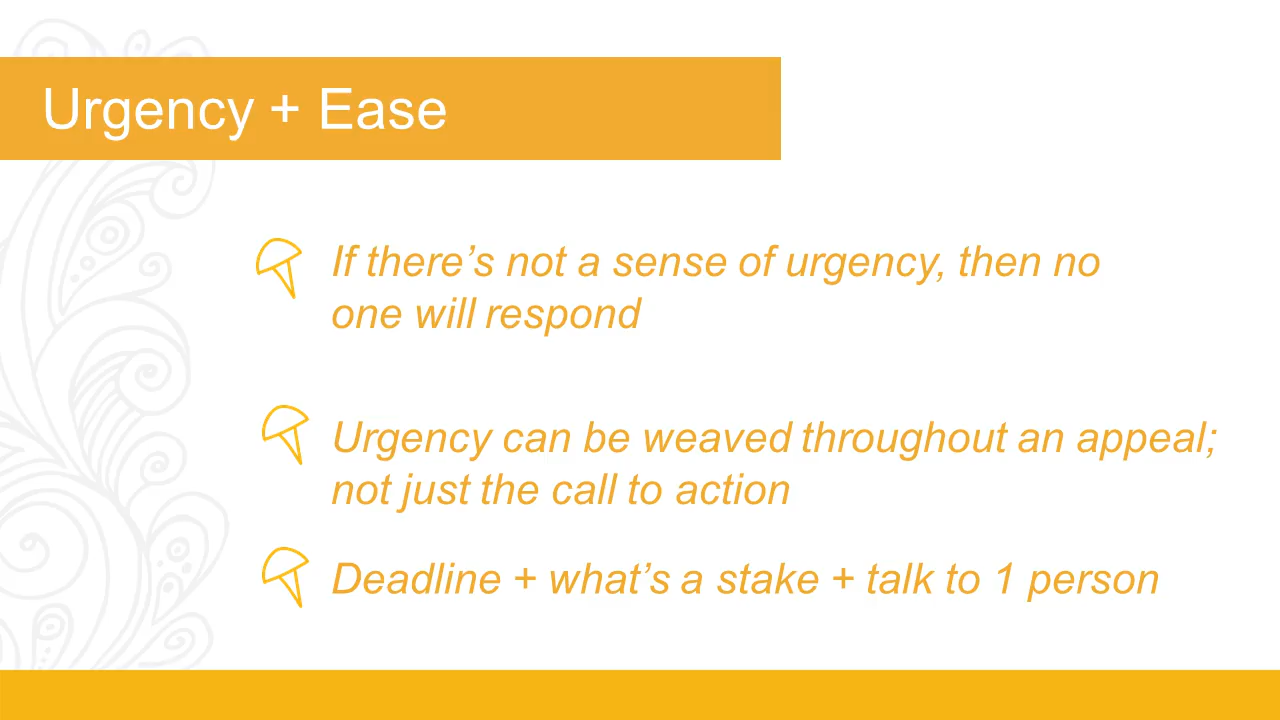 Urgency + Ease
If there’s not a sense of urgency, then no
one will respond
Urgency can be weaved throughout an appeal;
not just the call to action
Deadline + what’s a stake + talk to 1 person